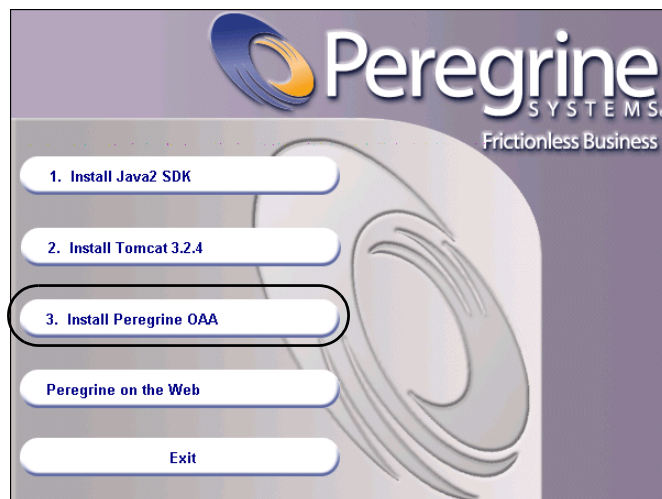 Peregrine
SYSTEMS
Frictionless Business
1. Install Java2 SDK
2. Install Tomcat 3.2.4
3. Install Peregrine OAA
Peregrine on the Web
Exit